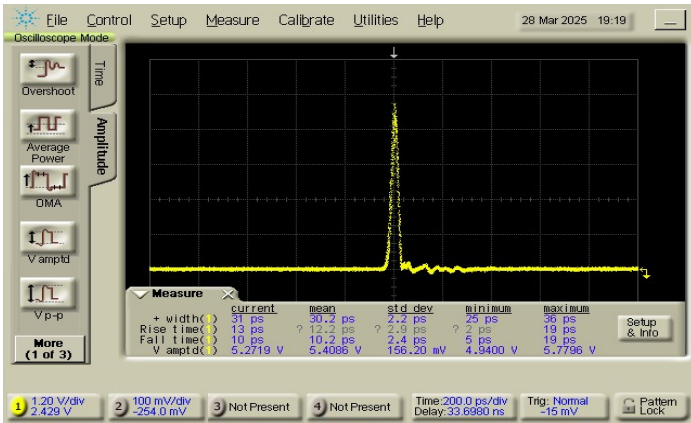 File Control Setup Measure Calibrate Utilities Help 28 Mar 2025 19:19
Oscilloscope Mode
Time
Amplitude
Overshoot
Average
Power
OMA
V amptd
V p-p
More
(1 of 3)
Measure
current mean std dev minimum maximum
+ width(1) 31 ps 30.2 ps 2.2 ps 25 ps 36 ps
Rise time(1) 13 ps ? 12.2 ps ? 2.9 ps ? 2 ps 19 ps
Fall time(1) 10 ps 10.2 ps 2.4 ps 5 ps 19 ps
V amptd(1) 5.2719 V 5.4086 V 156.20 mV 4.9400 V 5.7796 V
Setup
& Info
1 1.20 V/div
2.429 V
2 100 mV/div
-254.0 mV
3 Not Present
4 Not Present
Time:200.0 ps/div
Delay:33.6980 ns
Trig: Normal
-15 mV
Pattern
Lock